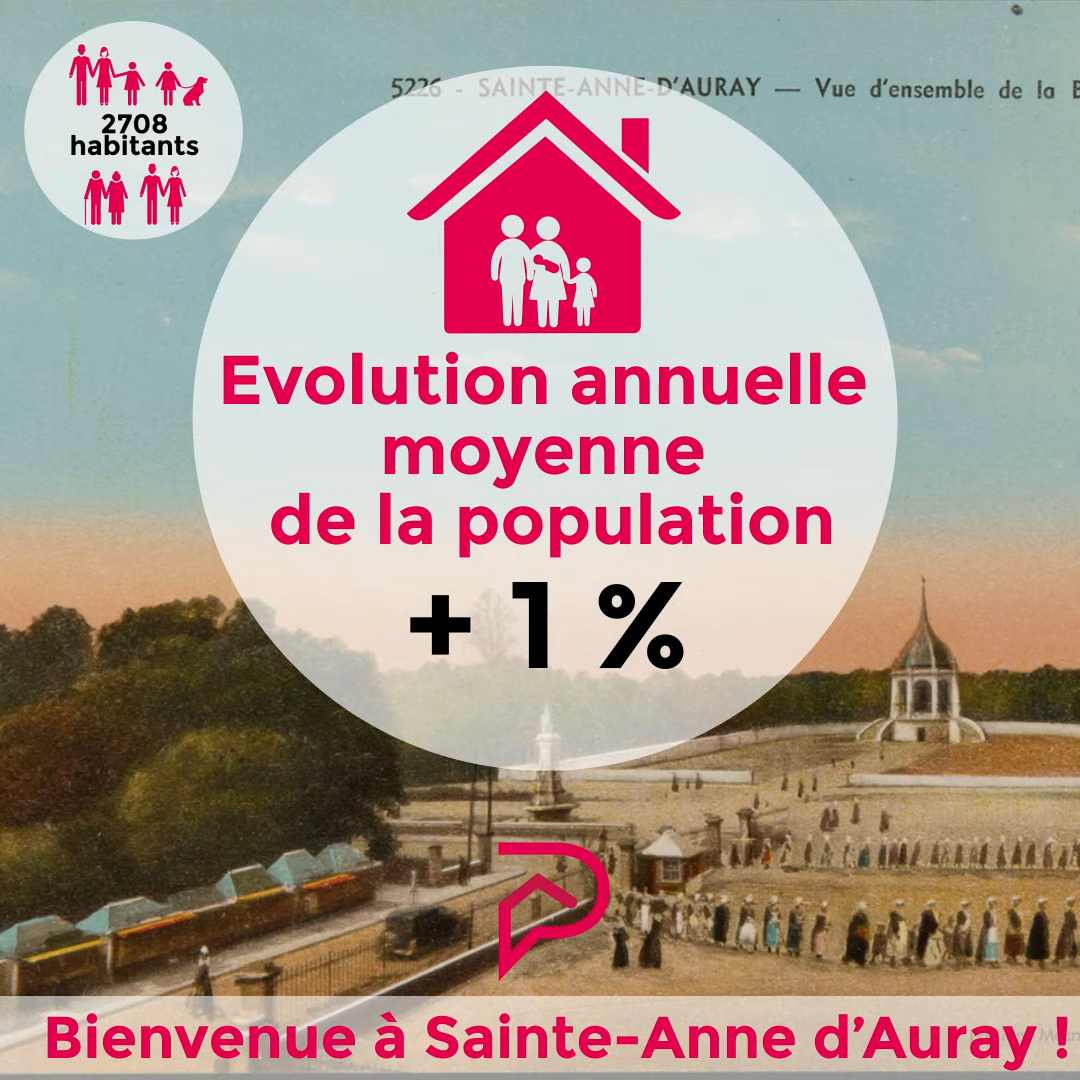 5226 - SAINTE-ANNE-D'AURAY — Vue d'ensemble de la
2708
habitants
Evolution annuelle
moyenne
de la population
+ 1 %
Bienvenue à Sainte-Anne d'Auray !